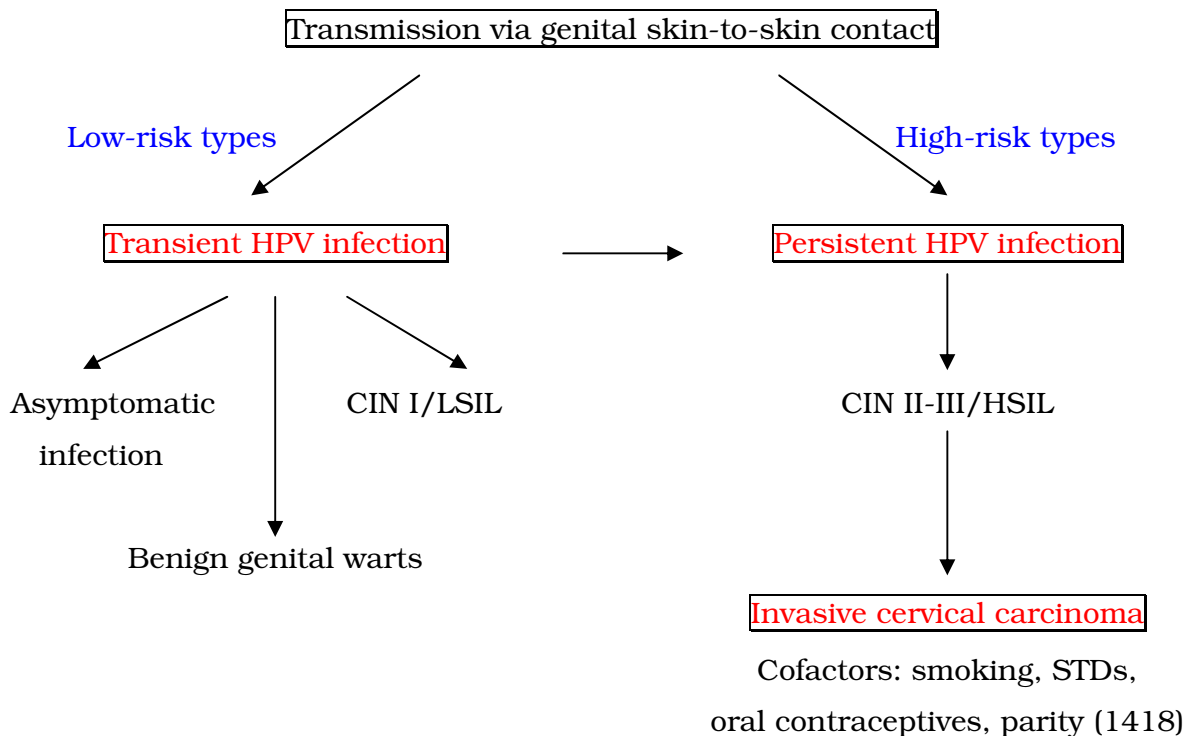 Transmission via genital skin-to-skin contact
Low-risk types
High-risk types
Transient HPV infection
Persistent HPV infection
Asymptomatic
infection
CIN I/LSIL
CIN II-III/HSIL
Benign genital warts
Invasive cervical carcinoma
Cofactors: smoking, STDs,
oral contraceptives, parity (1418)